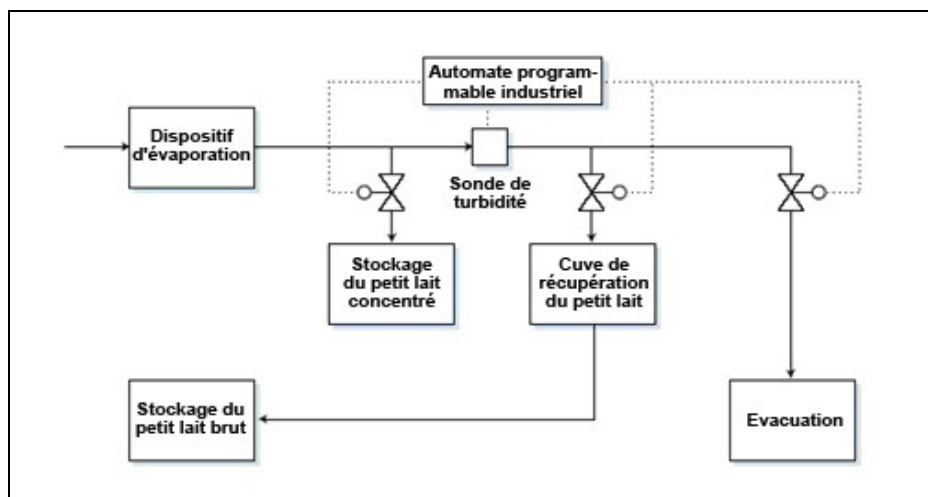 Automate program-
mable industriel
Dispositif
d'évaporation
Sonde de
turbidité
Stockage
du petit lait
concentré
Cuve de
récupération
du petit lait
Stockage du
petit lait brut
Evacuation